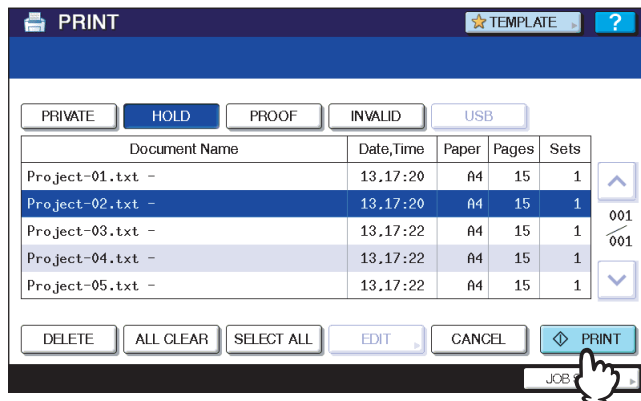 PRINT TEMPLATE ?
PRIVATE HOLD PROOF INVALID USB
Document Name Date,Time Paper Pages Sets
Project-01.txt - 13,17:20 A4 15 1
Project-02.txt - 13,17:20 A4 15 1
Project-03.txt - 13,17:22 A4 15 1
Project-04.txt - 13,17:22 A4 15 1
Project-05.txt - 13,17:22 A4 15 1
001
001
DELETE ALL CLEAR SELECT ALL EDIT CANCEL PRINT
JOB